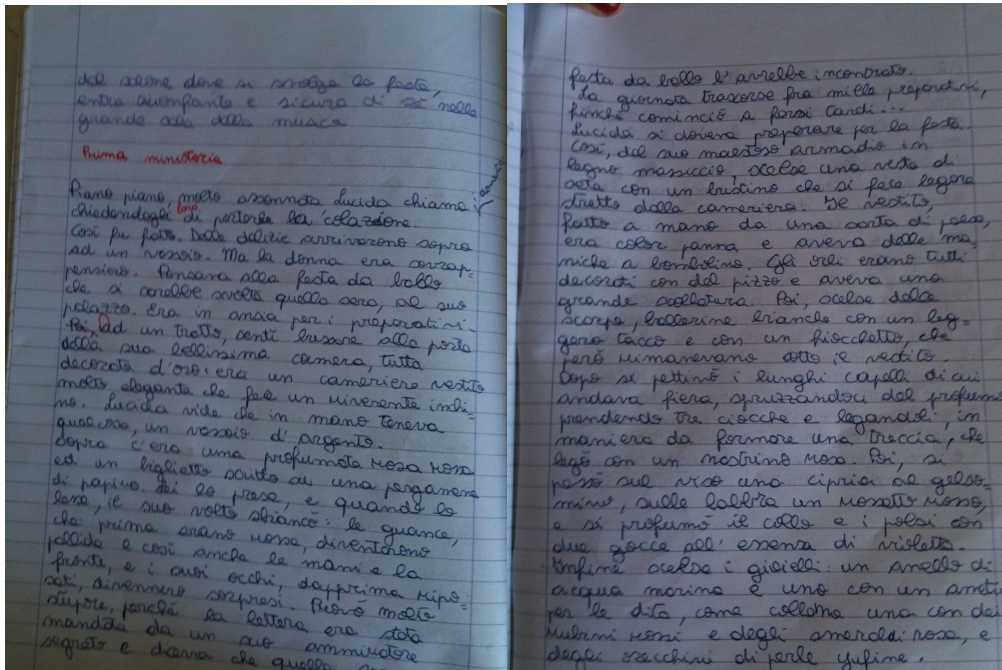 dal salone dove si svolge la festa,
entra trionfante e sicura di sé nella
grande sala della musica
Prima ministoria
Piano piano, molto assonnata Lucida chiamò
i domestici
chiedendogli loro di portarle la colazione.
Così fu fatto. Delle delizie arrivarono sopra
ad un vassoio. Ma la donna era sovrap-
pensiero. Pensava alla festa da ballo
che si sarebbe svolta quella sera, al suo
palazzo. Era in ansia per i preparativi.
Poi, ad un tratto, sentì bussare alla porta
della sua bellissima camera, tutta
decorata d'oro: era un cameriere vestito
molto elegante che fece un riverente inchi-
no. Lucida vide che in mano teneva
qualcosa, un vassoio d'argento.
Sopra c'era una profumata rosa rossa
ed un biglietto scritto su una pergamena
di papiro. Lei lo prese, e quando lo
lesse, il suo volto sbiancò: le guance,
che prima erano rosse, diventarono
pallide e così anche le mani e la
fronte, e i suoi occhi, dapprima ripo-
sati, divennero sorpresi. Provò molto
stupore, perché la lettera era stata
mandata da un suo ammiratore
segreto e diceva che quella
festa da ballo l'avrebbe incontrato.
La giornata trascorse fra mille preparativi,
finché cominciò a farsi tardi...
Lucida si doveva preparare per la festa.
Così, dal suo maestoso armadio in
legno massiccio, scelse una veste di
seta con un bustino che si fece legare
stretto dalla cameriera. Il vestito,
fatto a mano da una sarta di paese,
era color panna e aveva delle ma-
niche a bomboline. Gli orli erano tutti
decorati con del pizzo e aveva una
grande scollatura. Poi, scelse delle
scarpe, ballerine bianche con un leg-
gero tacco e con un fiocchetto, che
però rimanevano sotto il vestito.
Dopo si pettinò i lunghi capelli di cui
andava fiera, spruzzandoci del profumo
prendendo tre ciocche e legandoli, in
maniera da formare una treccia, che
legò con un nastrino rosa. Poi, si
passò sul viso una cipria al gelso-
mino, sulle labbra un rossetto rosso,
e si profumò il collo e i polsi con
due gocce all'essenza di violetta.
Infine scelse i gioielli: un anello di
acqua marina e uno con un ameti
per le dita, come collana una con dei
rubini rossi e degli smeraldi rosa, e
degli orecchini di perle